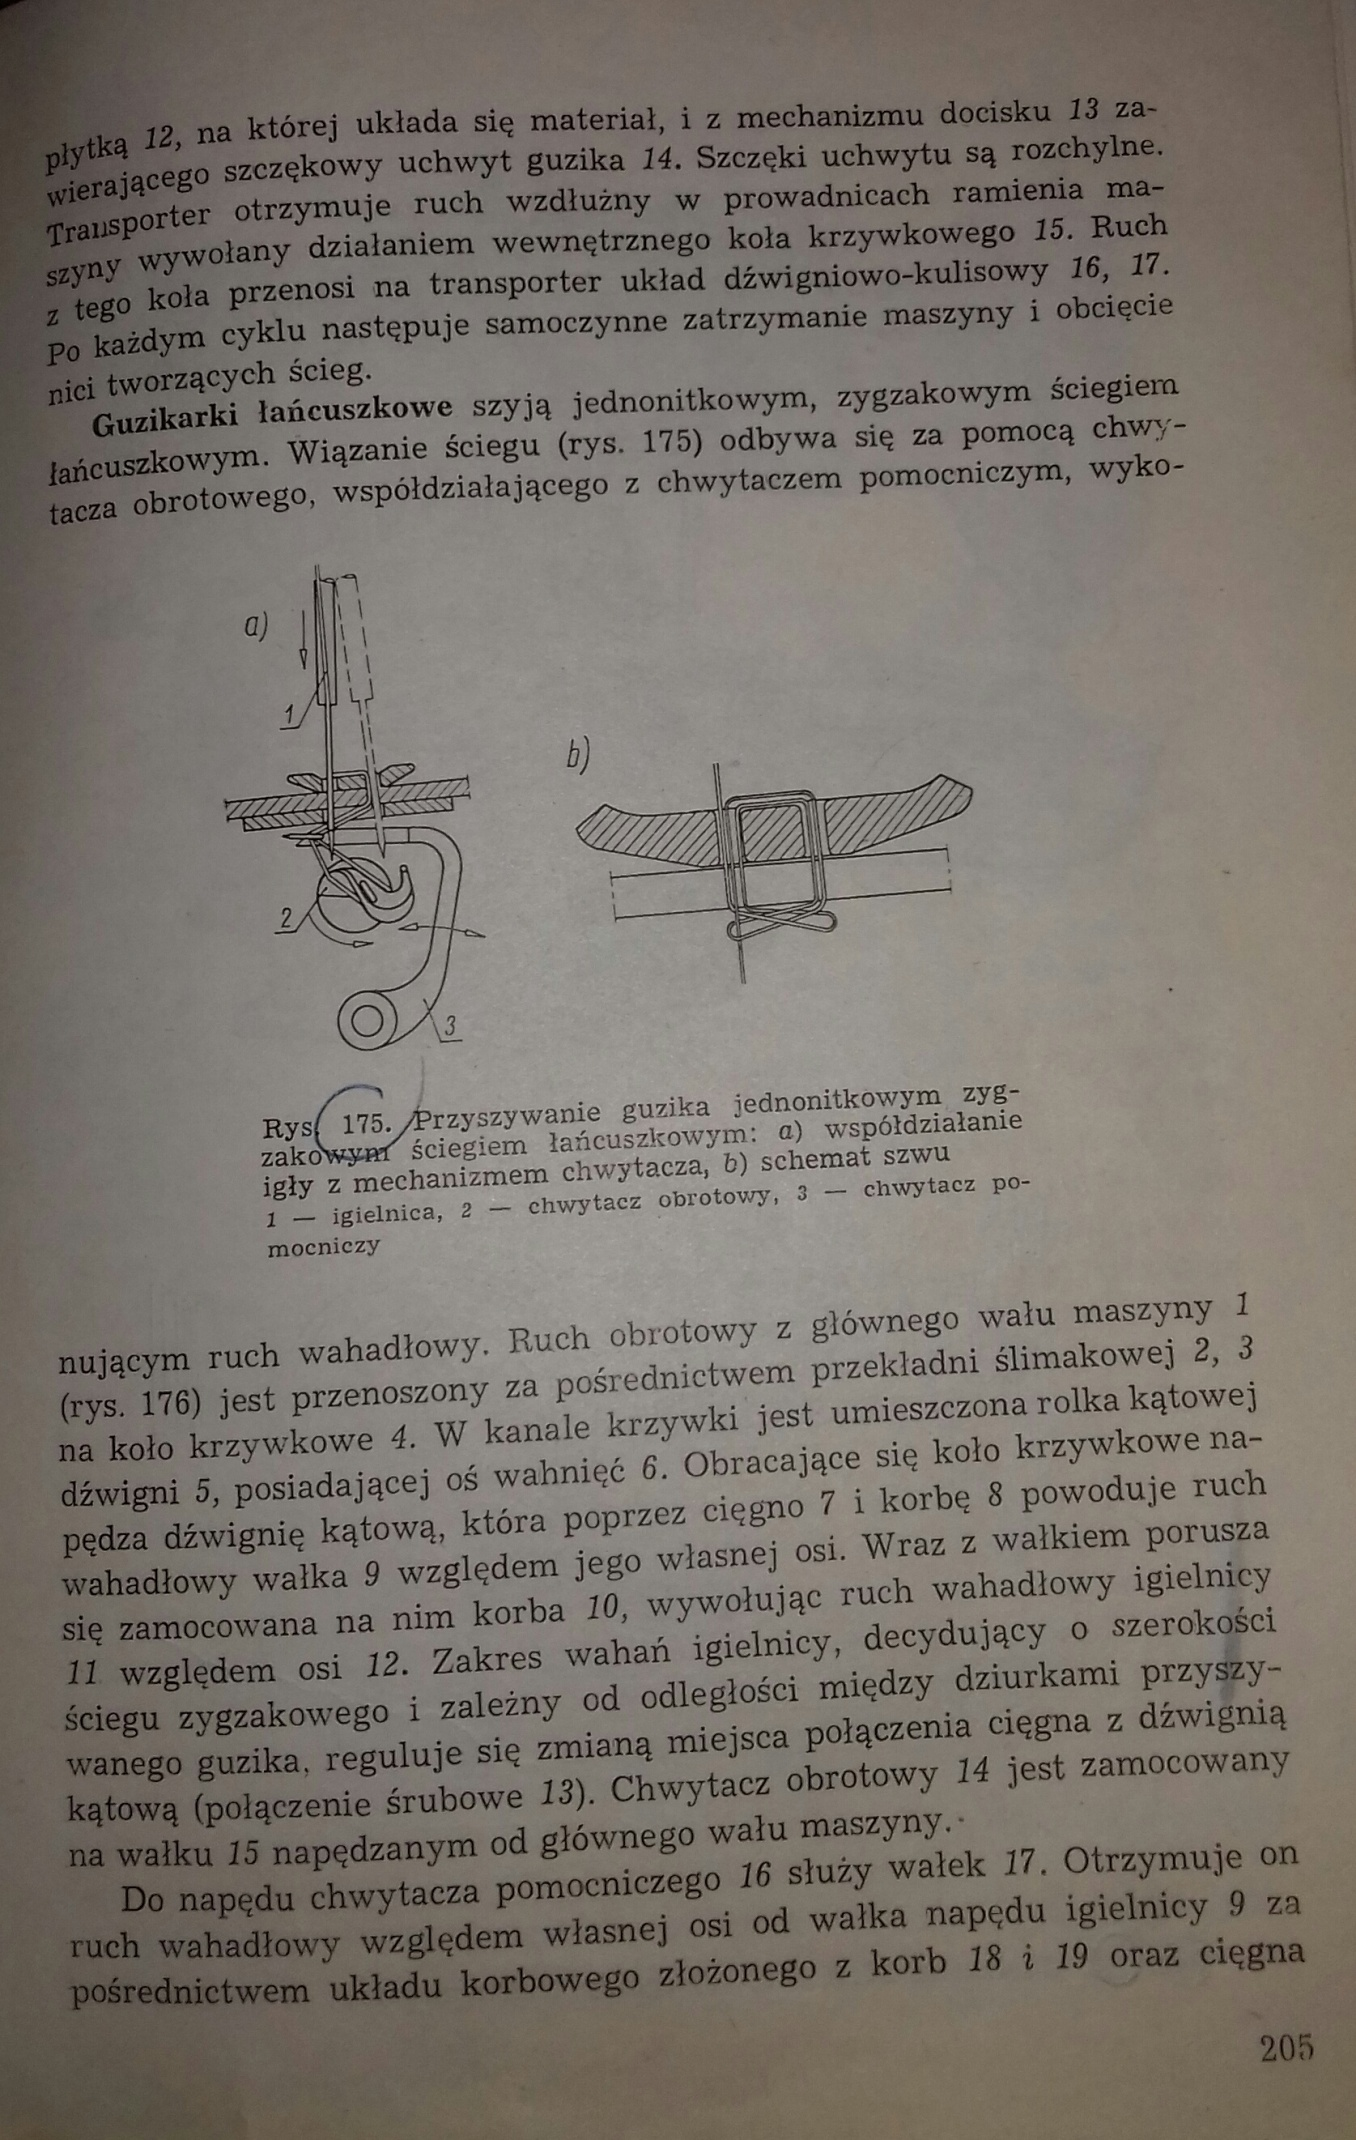 płytką 12, na której układa się materiał, i z mechanizmu docisku 13 za-
wierającego szczękowy uchwyt guzika 14. Szczęki uchwytu są rozchylne.
Transporter otrzymuje ruch wzdłużny w prowadnicach ramienia ma-
szyny wywołany działaniem wewnętrznego koła krzywkowego 15. Ruch
z tego koła przenosi na transporter układ dźwigniowo-kulisowy 16, 17.
Po każdym cyklu następuje samoczynne zatrzymanie maszyny i obcięcie
nici tworzących ścieg.
Guzikarki łańcuszkowe szyją jednonitkowym, zygzakowym ściegiem
łańcuszkowym. Wiązanie ściegu (rys. 175) odbywa się za pomocą chwy-
tacza obrotowego, współdziałającego z chwytaczem pomocniczym, wyko-
a)
1
2
3
b)
Rys. 175. Przyszywanie guzika jednonitkowym zyg-
zakowym ściegiem łańcuszkowym: a) współdziałanie
igły z mechanizmem chwytacza, b) schemat szwu
1 — igielnica, 2 — chwytacz obrotowy, 3 — chwytacz po-
mocniczy
nującym ruch wahadłowy. Ruch obrotowy z głównego wału maszyny 1
(rys. 176) jest przenoszony za pośrednictwem przekładni ślimakowej 2, 3
na koło krzywkowe 4. W kanale krzywki jest umieszczona rolka kątowej
dźwigni 5, posiadającej oś wahnięć 6. Obracające się koło krzywkowe na-
pędza dźwignię kątową, która poprzez cięgno 7 i korbę 8 powoduje ruch
wahadłowy wałka 9 względem jego własnej osi. Wraz z wałkiem porusza
się zamocowana na nim korba 10, wywołując ruch wahadłowy igielnicy
11 względem osi 12. Zakres wahań igielnicy, decydujący o szerokości
ściegu zygzakowego i zależny od odległości między dziurkami przyszy-
wanego guzika, reguluje się zmianą miejsca połączenia cięgna z dźwignią
kątową (połączenie śrubowe 13). Chwytacz obrotowy 14 jest zamocowany
na wałku 15 napędzanym od głównego wału maszyny.
Do napędu chwytacza pomocniczego 16 służy wałek 17. Otrzymuje on
ruch wahadłowy względem własnej osi od wałka napędu igielnicy 9 za
pośrednictwem układu korbowego złożonego z korb 18 i 19 oraz cięgna
205